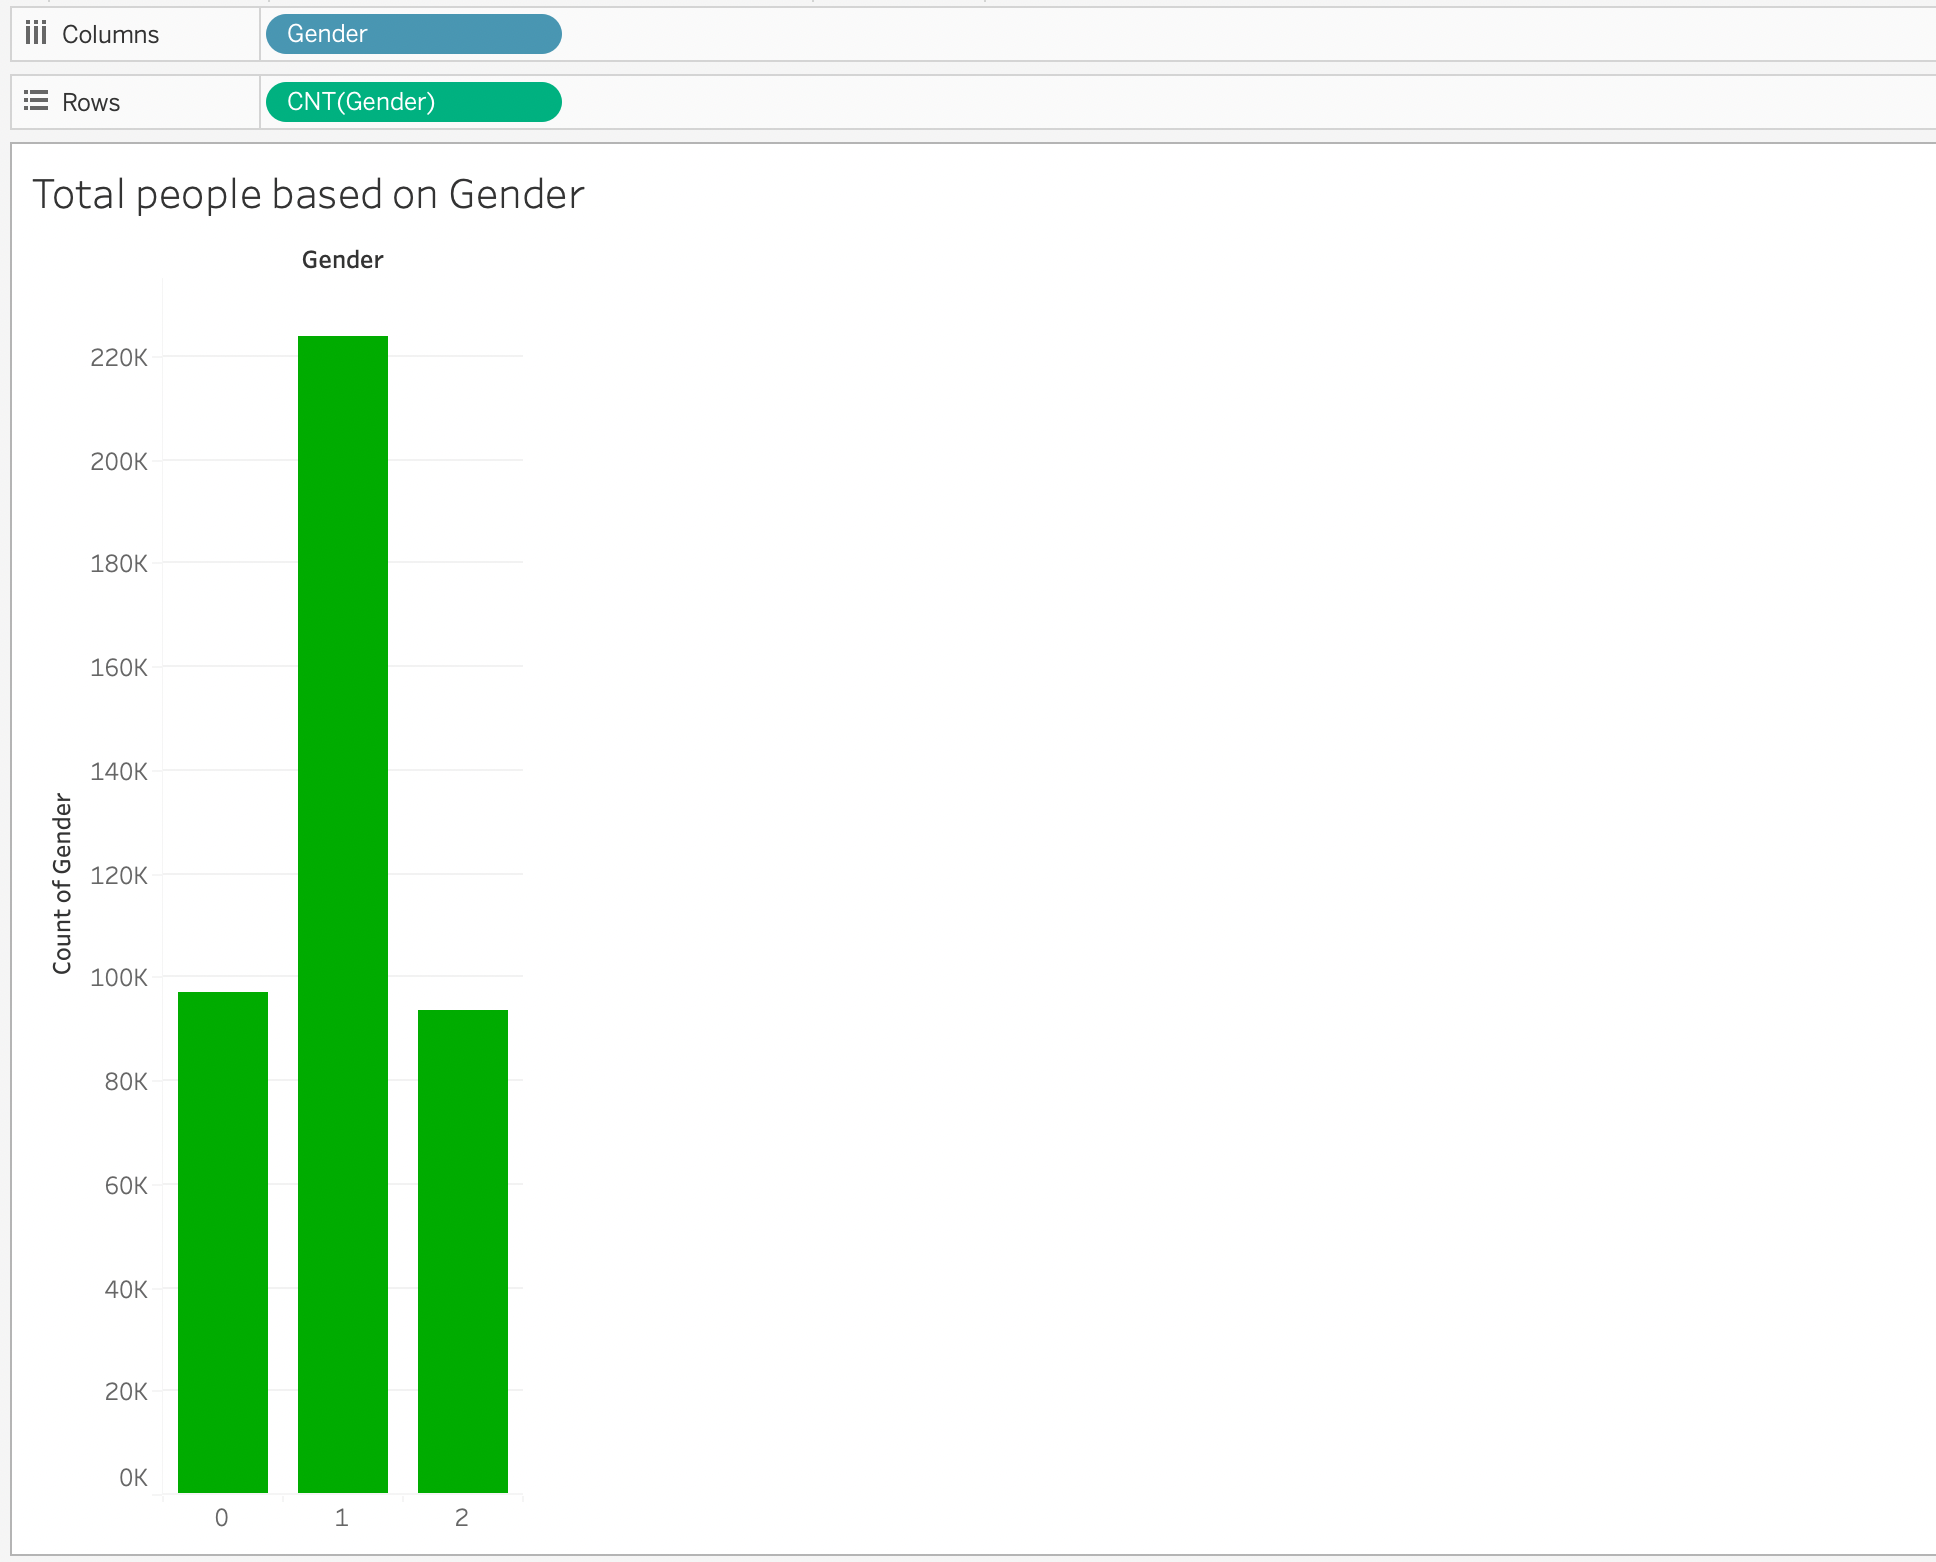 Columns
Gender
Rows
CNT(Gender)
Total people based on Gender
Gender
Count of Gender
220K
200K
180K
160K
140K
120K
100K
80K
60K
40K
20K
0K
0 1 2